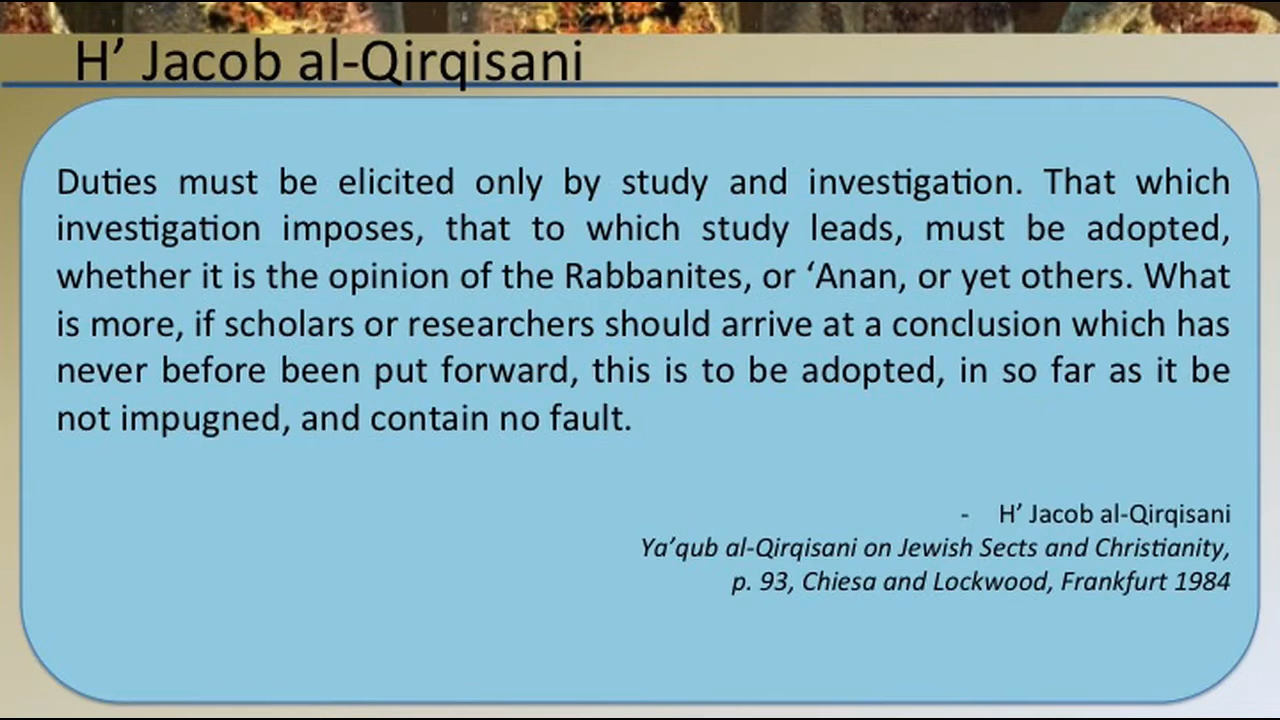 H’ Jacob al-Qirqisani
Duties must be elicited only by study and investigation. That which
investigation imposes, that to which study leads, must be adopted,
whether it is the opinion of the Rabbanites, or ‘Anan, or yet others. What
is more, if scholars or researchers should arrive at a conclusion which has
never before been put forward, this is to be adopted, in so far as it be
not impugned, and contain no fault.
- H’ Jacob al-Qirqisani
Ya’qub al-Qirqisani on Jewish Sects and Christianity,
p. 93, Chiesa and Lockwood, Frankfurt 1984